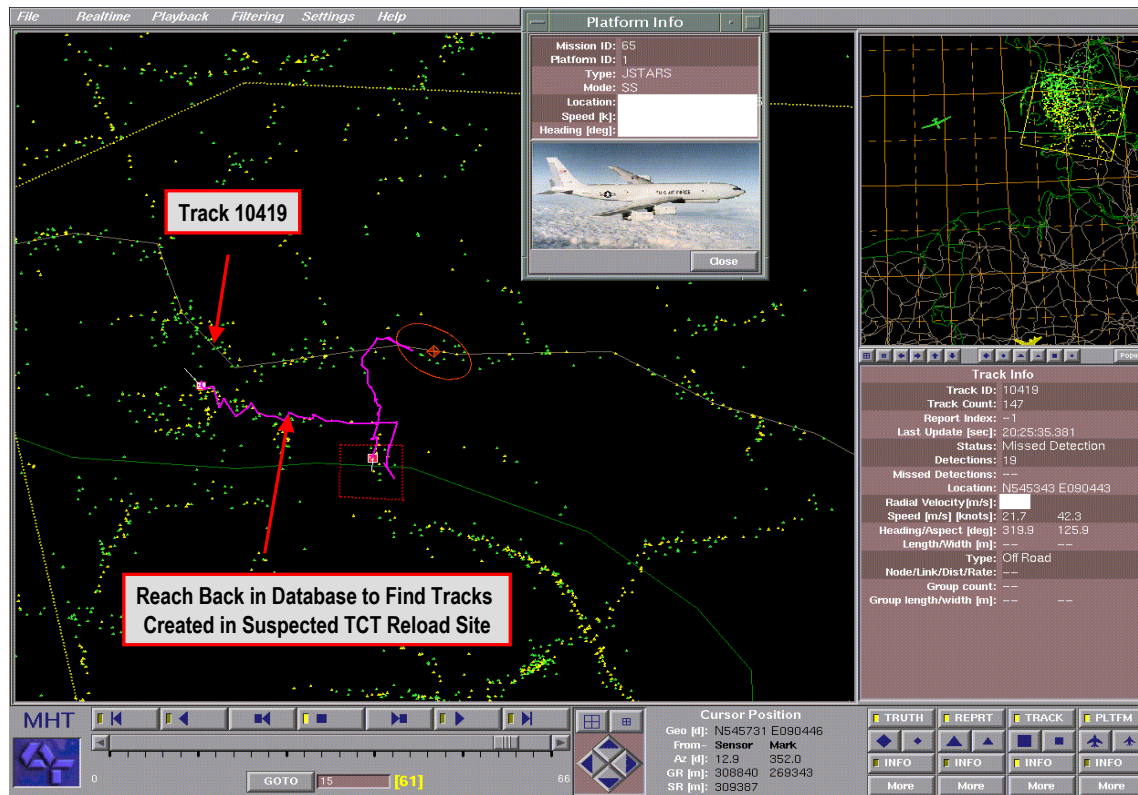 File Realtime Playback Filtering Settings Help
Platform Info
Mission ID: 65
Platform ID: 1
Type: JSTARS
Mode: SS
Location:
Speed [k]:
Heading [deg]:
U.S. AIR FORCE
Close
Track 10419
Reach Back in Database to Find Tracks
Created in Suspected TCT Reload Site
Track Info
Track ID: 10419
Track Count: 147
Report Index: -1
Last Update [sec]: 20:25:35.381
Status: Missed Detection
Detections: 19
Missed Detections: --
Location: N545343 E090443
Radial Velocity[m/s]:
Speed [m/s] [knots]: 21.7 42.3
Heading/Aspect [deg]: 319.9 125.9
Length/Width [m]: -- --
Type: Off Road
Node/Link/Dist/Rate: --
Group count: --
Group length/width [m]: -- --
MHT
0 66
GOTO 15 [61]
Cursor Position
Geo [d]: N545731 E090446
From- Sensor Mark
Az [d]: 12.9 352.0
GR [m]: 308840 269343
SR [m]: 309387
TRUTH REPRT TRACK PLTFM
INFO INFO INFO INFO
More More More More